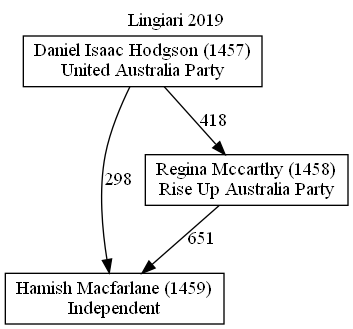 Lingiari 2019
Daniel Isaac Hodgson (1457)
United Australia Party
418
Regina Mccarthy (1458)
Rise Up Australia Party
298
651
Hamish Macfarlane (1459)
Independent